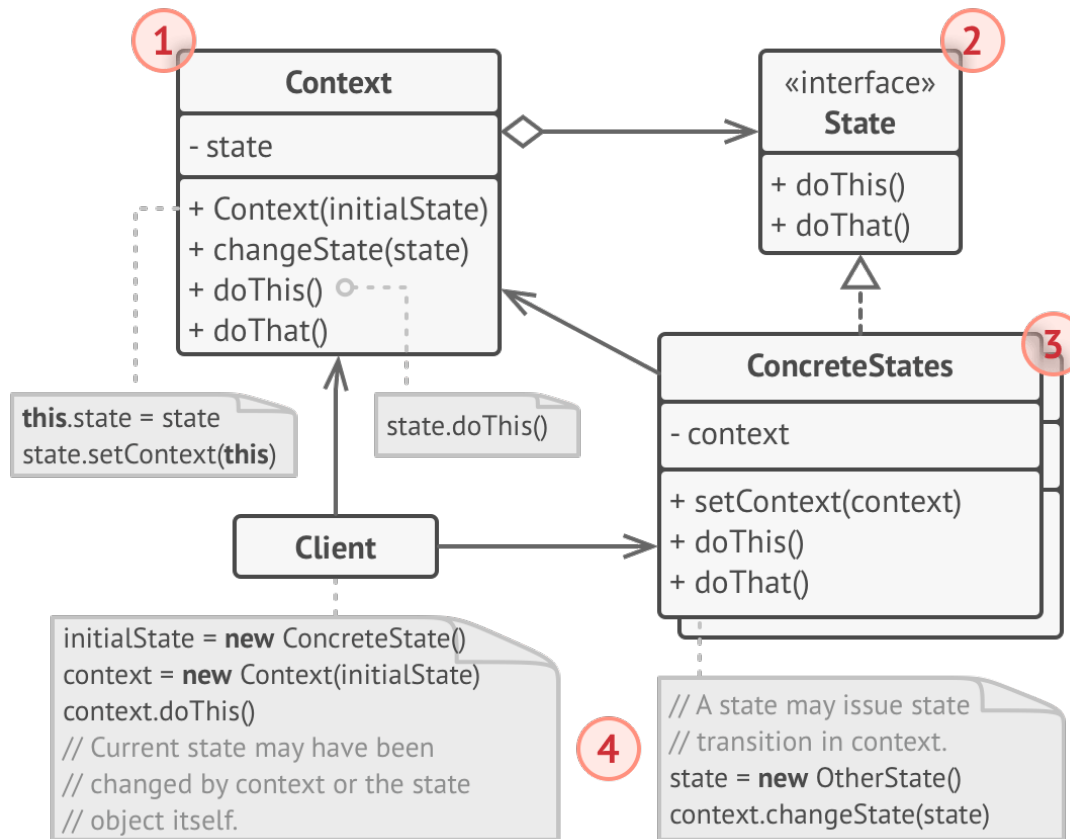 1
Context
- state
+ Context(initialState)
+ changeState(state)
+ doThis()
+ doThat()
2
«interface»
State
+ doThis()
+ doThat()
this.state = state
state.setContext(this)
state.doThis()
3
ConcreteStates
- context
+ setContext(context)
+ doThis()
+ doThat()
Client
initialState = new ConcreteState()
context = new Context(initialState)
context.doThis()
// Current state may have been
// changed by context or the state
// object itself.
4
// A state may issue state
// transition in context.
state = new OtherState()
context.changeState(state)